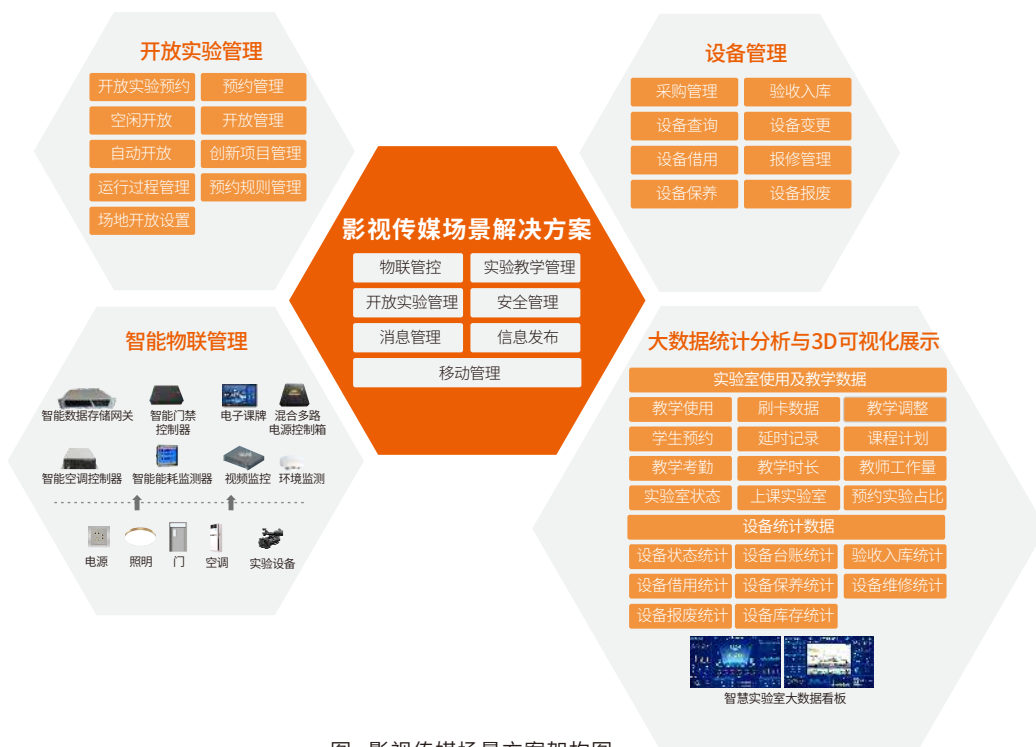 开放实验管理
开放实验预约 预约管理
空闲开放 开放管理
自动开放 创新项目管理
运行过程管理 预约规则管理
场地开放设置
设备管理
采购管理 验收入库
设备查询 设备变更
设备借用 报修管理
设备保养 设备报废
影视传媒场景解决方案
物联管控 实验教学管理
开放实验管理 安全管理
消息管理 信息发布
移动管理
智能物联管理
智能数据存储网关 智能门禁控制器 电子课牌 混合多路电源控制箱
智能空调控制器 智能能耗监测器 视频监控 环境监测
电源 照明 门 空调 实验设备
大数据统计分析与3D可视化展示
实验室使用及教学数据
教学使用 刷卡数据 教学调整
学生预约 延时记录 课程计划
教学考勤 教学时长 教师工作量
实验室状态 上课实验室 预约实验占比
设备统计数据
设备状态统计 设备台账统计 验收入库统计
设备借用统计 设备保养统计 设备维修统计
设备报废统计 设备库存统计
智慧实验室大数据看板
图 影视传媒场景方案架构图